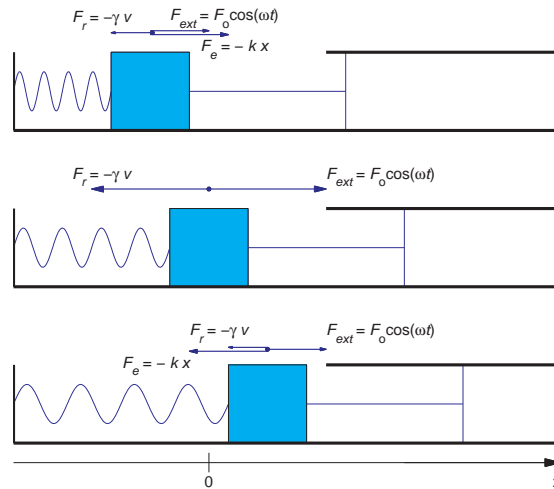 F_r = −γ v F_ext = F_o cos(ωt)
F_e = − k x
F_r = −γ v F_ext = F_o cos(ωt)
F_r = −γ v F_ext = F_o cos(ωt)
F_e = − k x
0